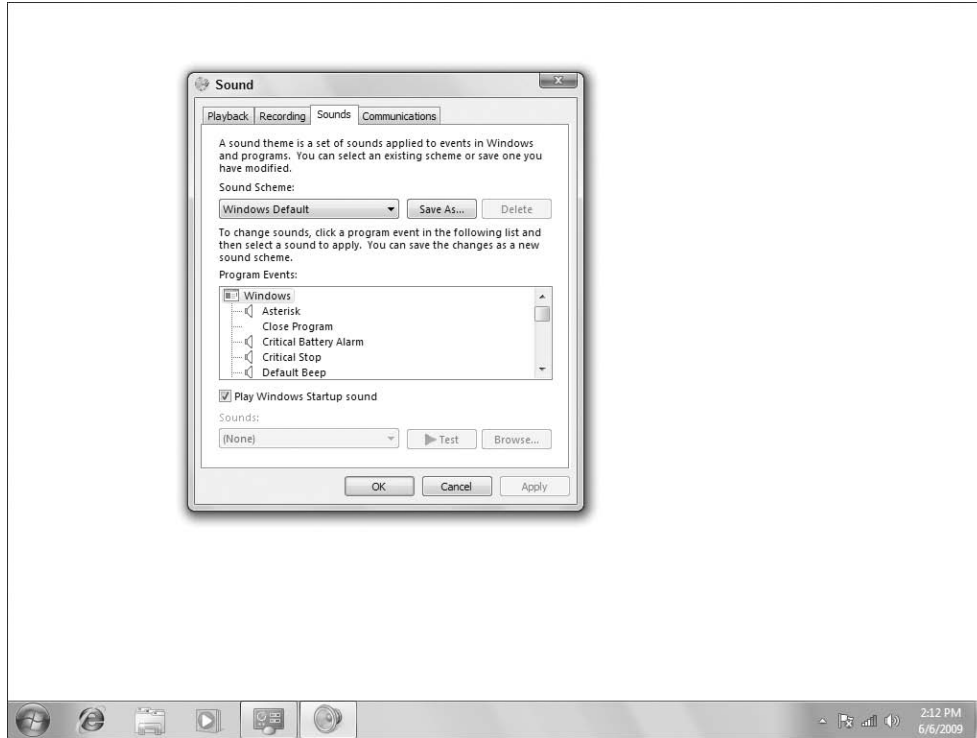 Sound
Playback Recording Sounds Communications
A sound theme is a set of sounds applied to events in Windows
and programs. You can select an existing scheme or save one you
have modified.
Sound Scheme:
Windows Default Save As... Delete
To change sounds, click a program event in the following list and
then select a sound to apply. You can save the changes as a new
sound scheme.
Program Events:
Windows
Asterisk
Close Program
Critical Battery Alarm
Critical Stop
Default Beep
Play Windows Startup sound
Sounds:
(None) Test Browse...
OK Cancel Apply
2:12 PM
6/6/2009